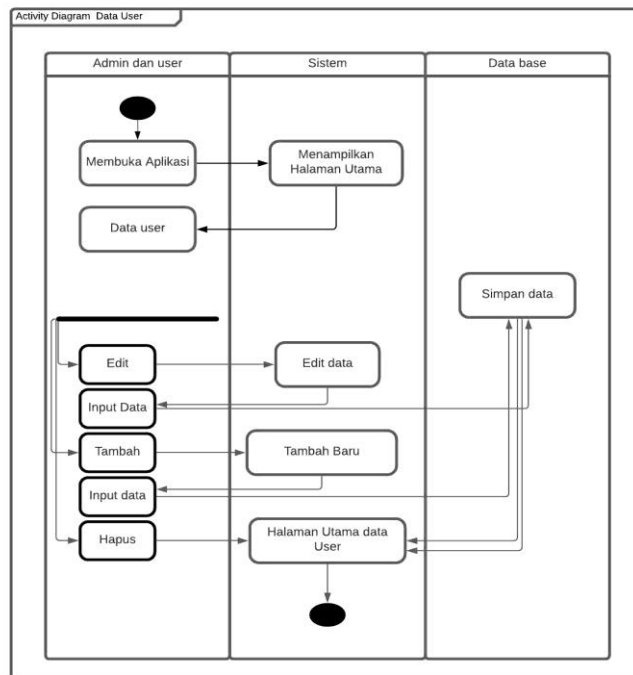 Activity Diagram Data User
Admin dan user
Sistem
Data base
Membuka Aplikasi
Menampilkan
Halaman Utama
Data user
Simpan data
Edit
Edit data
Input Data
Tambah
Tambah Baru
Input data
Hapus
Halaman Utama data
User